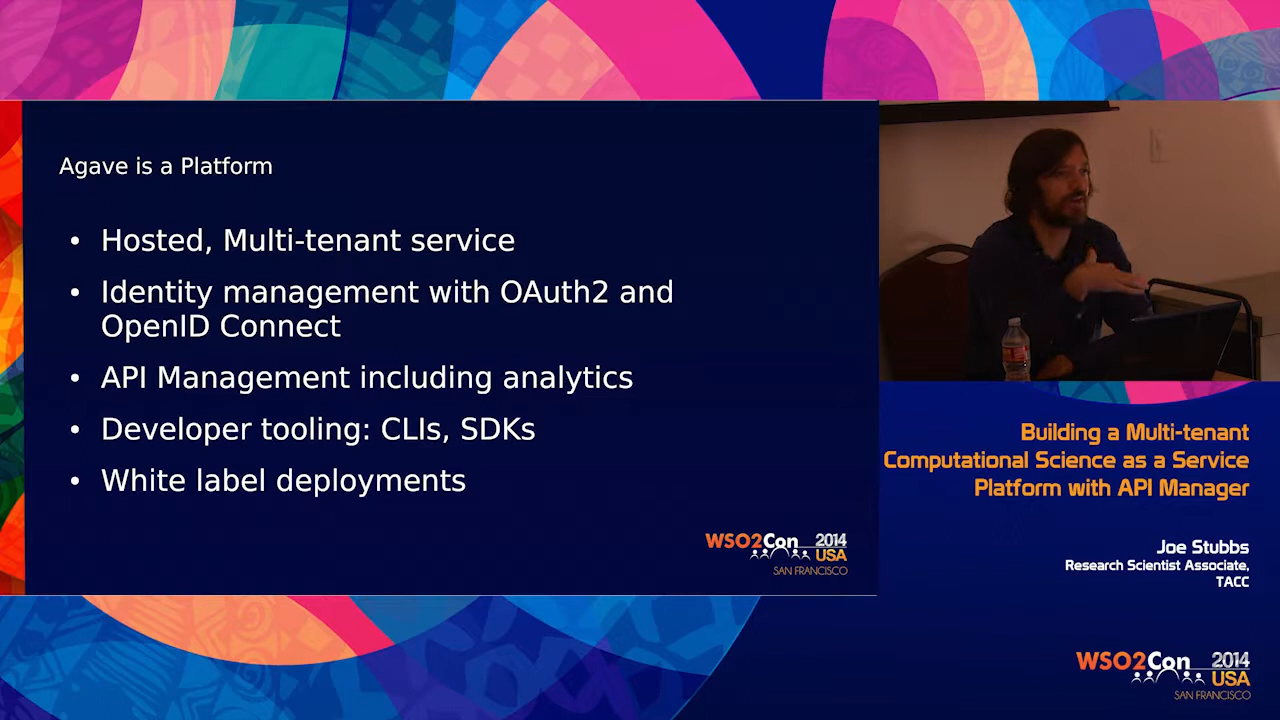 Agave is a Platform
• Hosted, Multi-tenant service
• Identity management with OAuth2 and
OpenID Connect
• API Management including analytics
• Developer tooling: CLIs, SDKs
• White label deployments
WSO2Con 2014
USA
SAN FRANCISCO
Building a Multi-tenant
Computational Science as a Service
Platform with API Manager
Joe Stubbs
Research Scientist Associate,
TACC
WSO2Con 2014
USA
SAN FRANCISCO